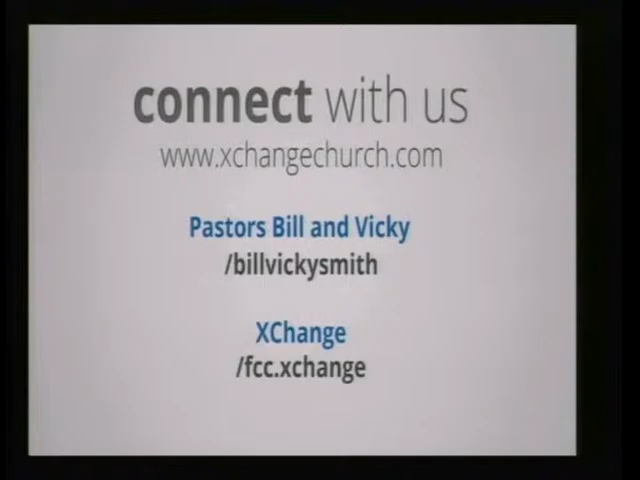 connect with us
www.xchangechurch.com
Pastors Bill and Vicky
/billvickysmith
XChange
/fcc.xchange